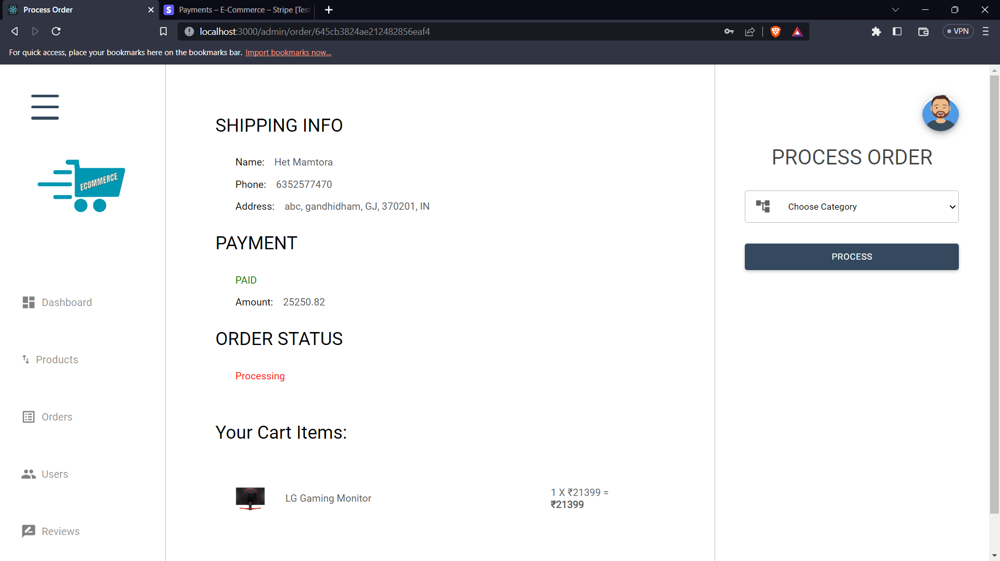 Process Order
S Payments – E-Commerce – Stripe [Test
localhost:3000/admin/order/645cb3824ae212482856eaf4
VPN
For quick access, place your bookmarks here on the bookmarks bar. Import bookmarks now...
ECOMMERCE
Dashboard
Products
Orders
Users
Reviews
SHIPPING INFO
Name: Het Mamtora
Phone: 6352577470
Address: abc, gandhidham, GJ, 370201, IN
PAYMENT
PAID
Amount: 25250.82
ORDER STATUS
Processing
Your Cart Items:
LG Gaming Monitor
1 X ₹21399 =
₹21399
PROCESS ORDER
Choose Category
PROCESS